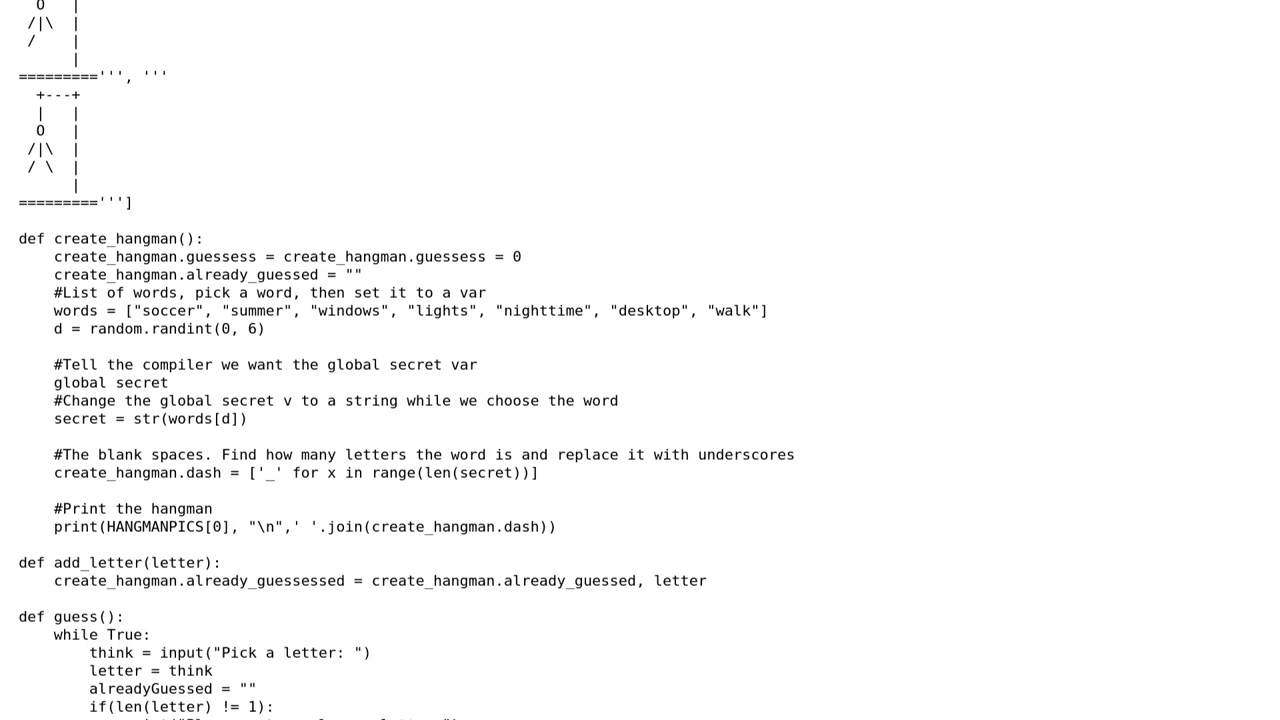 O   |
 /|\  |
 /    |
      |
=========''', '''
  +---+
  |   |
  O   |
 /|\  |
 / \  |
      |
=========''']

def create_hangman():
    create_hangman.guessess = create_hangman.guessess = 0
    create_hangman.already_guessed = ""
    #List of words, pick a word, then set it to a var
    words = ["soccer", "summer", "windows", "lights", "nighttime", "desktop", "walk"]
    d = random.randint(0, 6)

    #Tell the compiler we want the global secret var
    global secret
    #Change the global secret v to a string while we choose the word
    secret = str(words[d])

    #The blank spaces. Find how many letters the word is and replace it with underscores
    create_hangman.dash = ['_' for x in range(len(secret))]

    #Print the hangman
    print(HANGMANPICS[0], "\n",' '.join(create_hangman.dash))

def add_letter(letter):
    create_hangman.already_guessessed = create_hangman.already_guessed, letter

def guess():
    while True:
        think = input("Pick a letter: ")
        letter = think
        alreadyGuessed = ""
        if(len(letter) != 1):